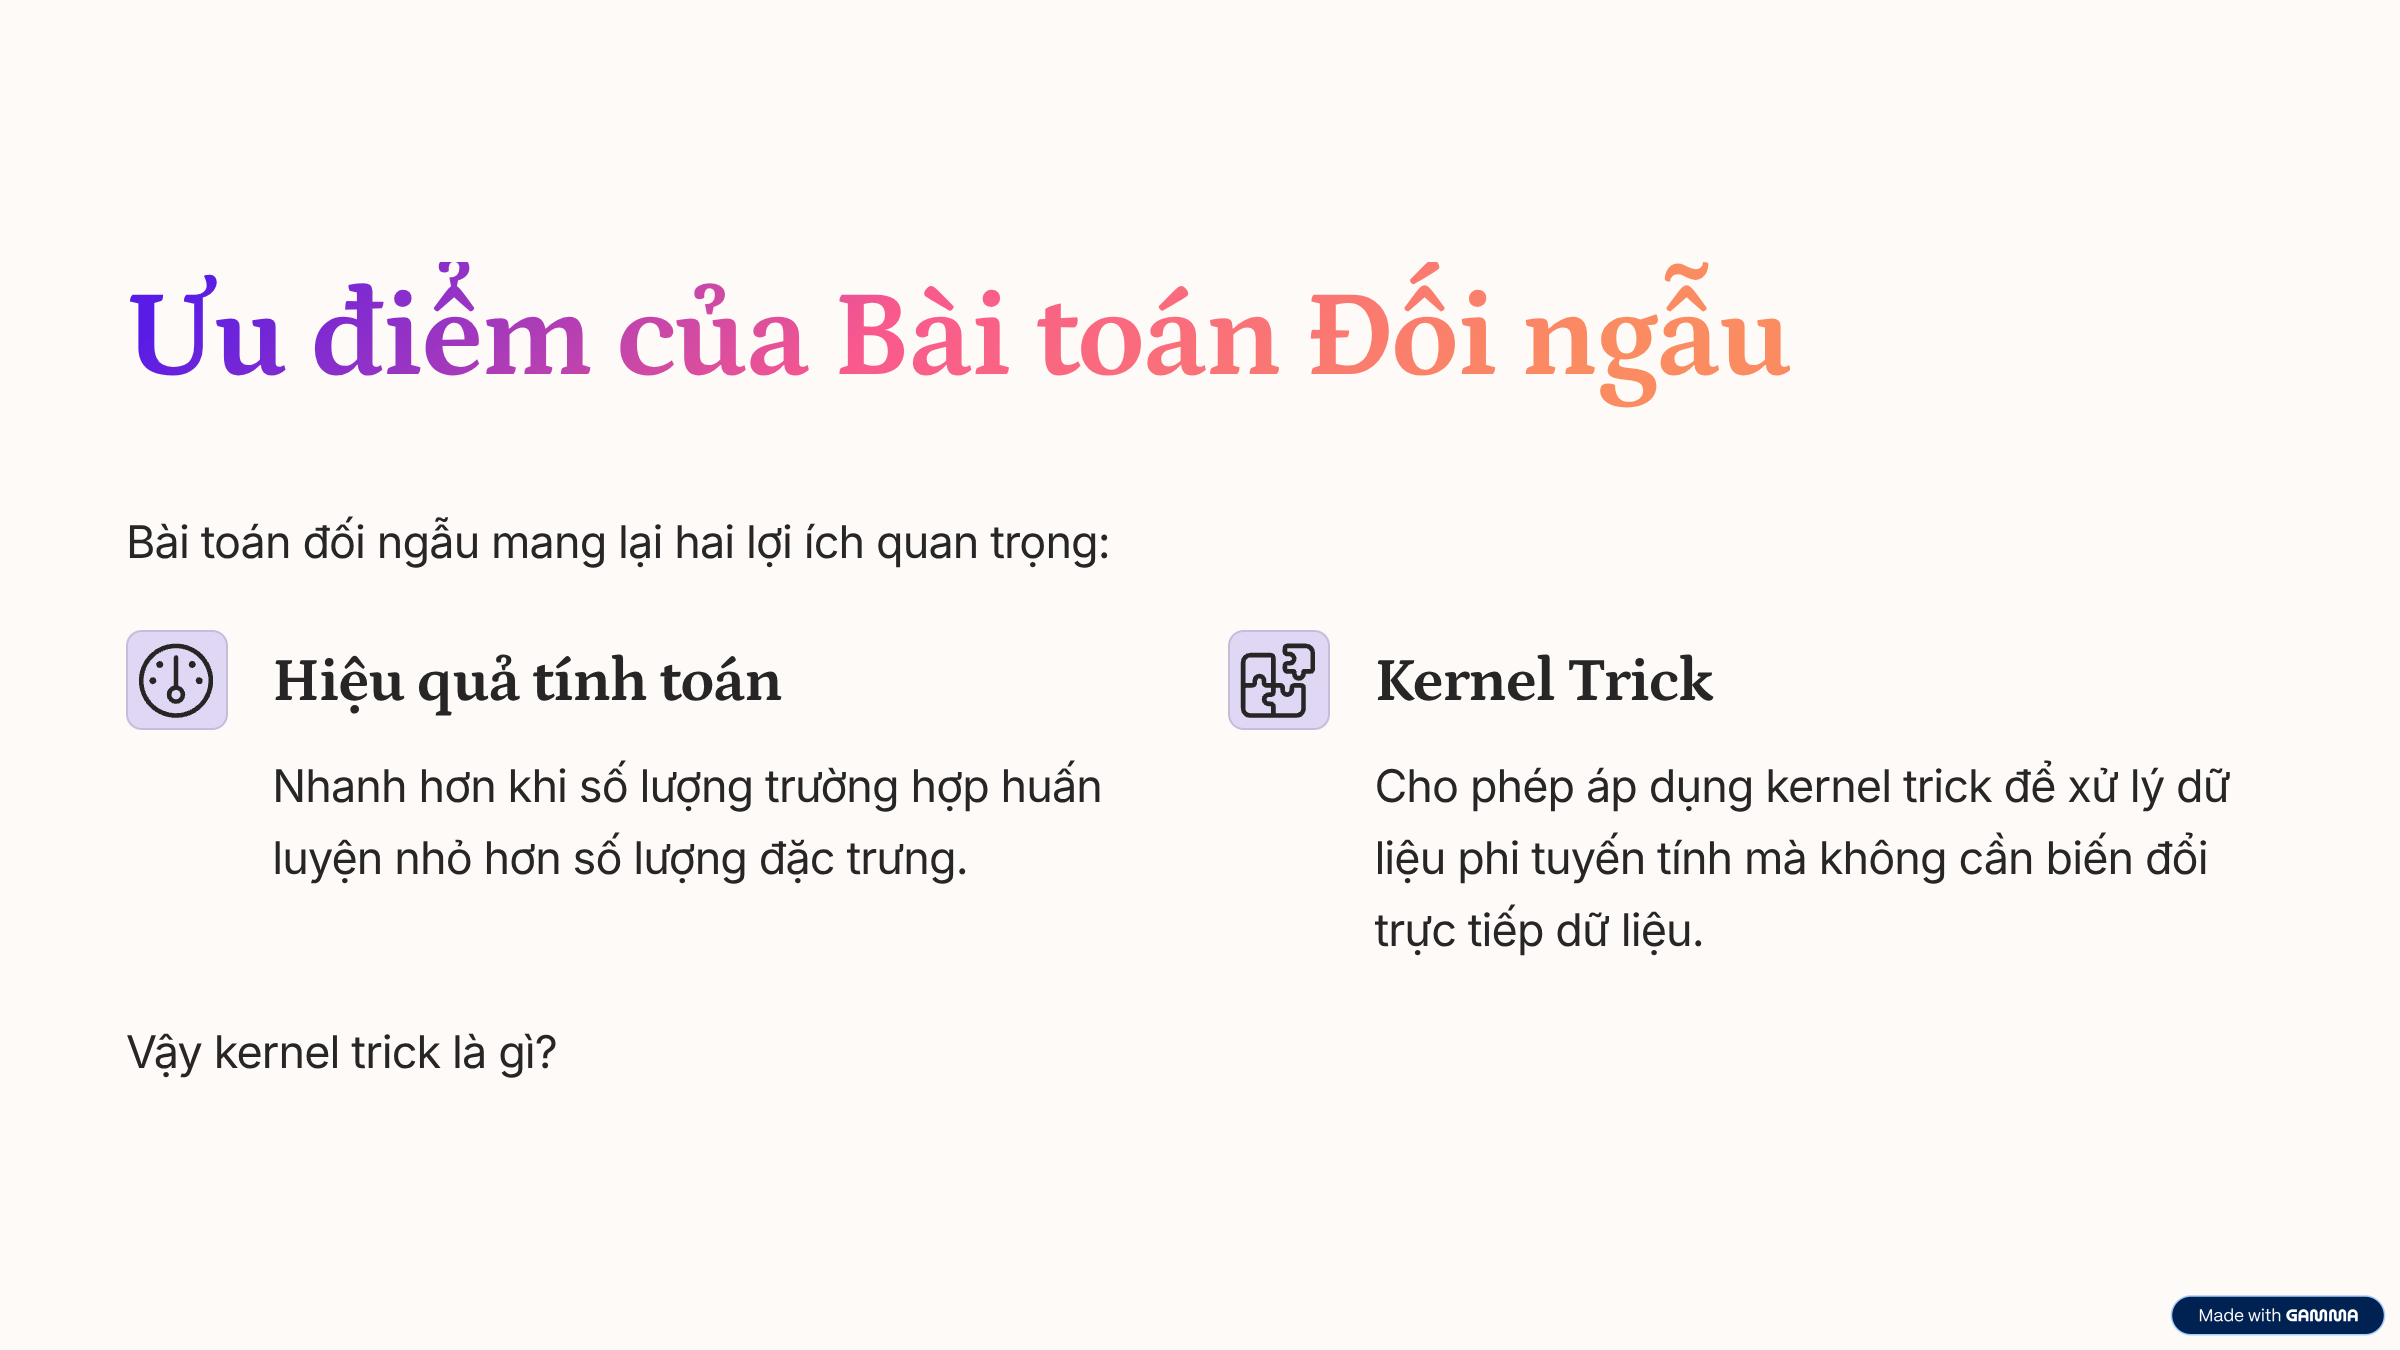 Ưu điểm của Bài toán Đối ngẫu
Bài toán đối ngẫu mang lại hai lợi ích quan trọng:
Hiệu quả tính toán
Nhanh hơn khi số lượng trường hợp huấn
luyện nhỏ hơn số lượng đặc trưng.
Kernel Trick
Cho phép áp dụng kernel trick để xử lý dữ
liệu phi tuyến tính mà không cần biến đổi
trực tiếp dữ liệu.
Vậy kernel trick là gì?
Made with GAMMA